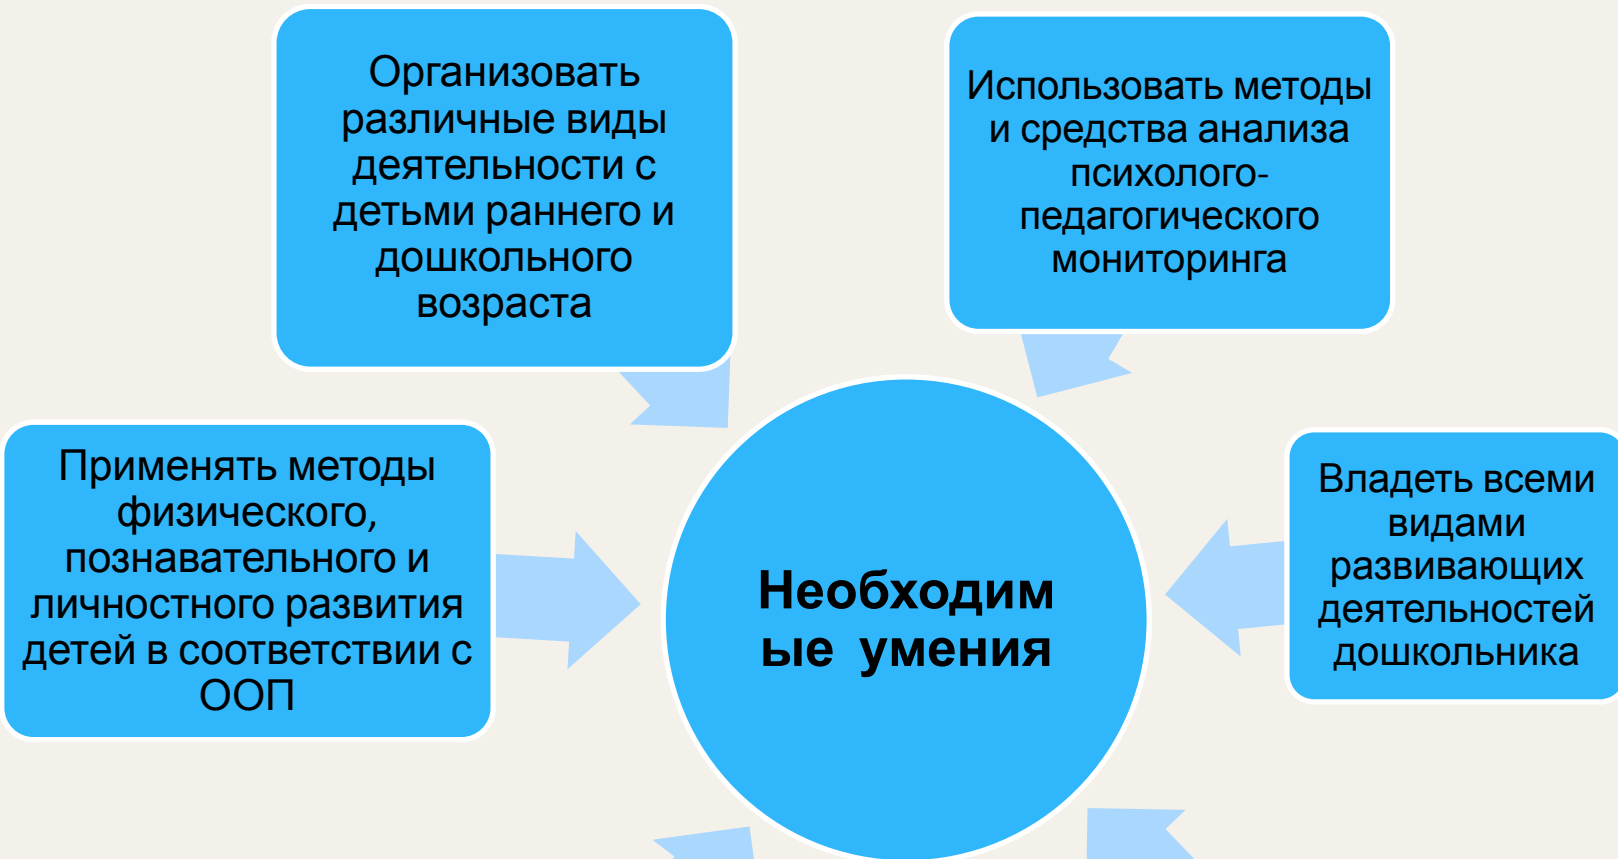 Организовать
различные виды
деятельности с
детьми раннего и
дошкольного
возраста
Использовать методы
и средства анализа
психолого-
педагогического
мониторинга
Применять методы
физического,
познавательного и
личностного развития
детей в соответствии с
ООП
Необходим
ые умения
Владеть всеми
видами
развивающих
деятельностей
дошкольника